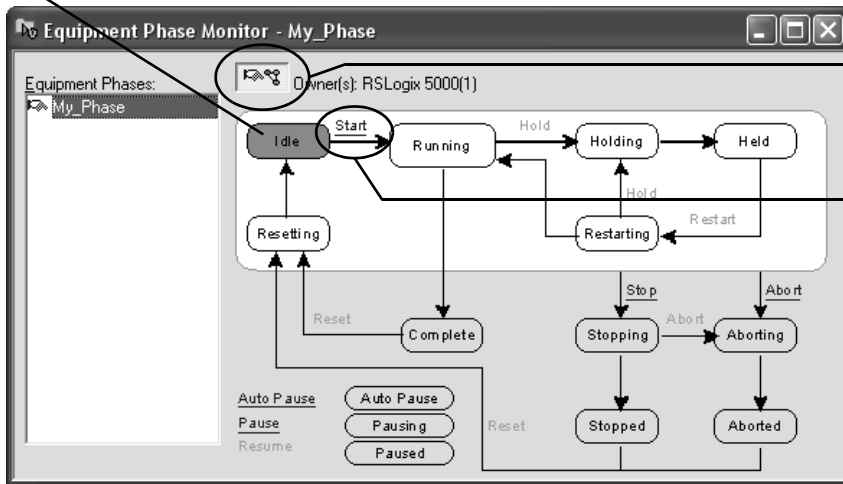 Equipment Phase Monitor - My_Phase
Equipment Phases:
Owner(s): RSLogix 5000(1)
My_Phase
Idle
Start
Running
Hold
Holding
Held
Hold
Resetting
Restarting
Restart
Stop
Abort
Reset
Complete
Stopping
Abort
Aborting
Auto Pause
Auto Pause
Pause
Pausing
Reset
Stopped
Aborted
Resume
Paused